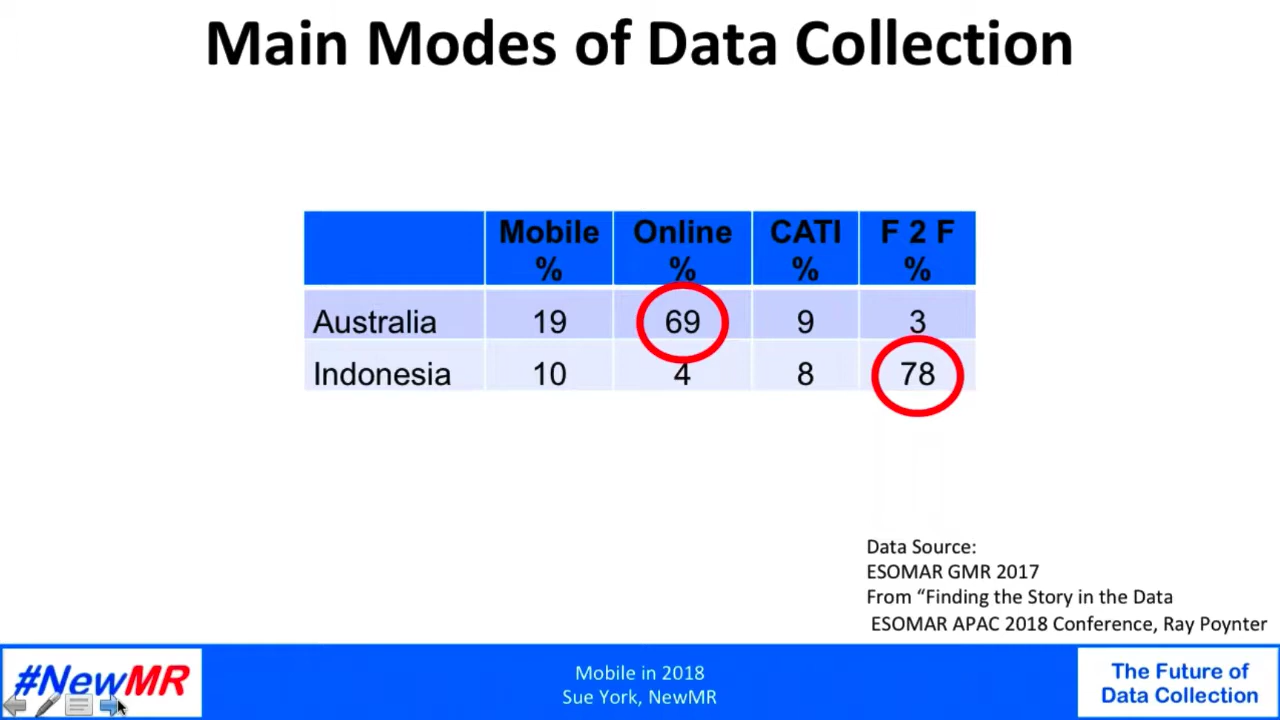 Main Modes of Data Collection
Mobile % Online % CATI % F 2 F %
Australia 19 69 9 3
Indonesia 10 4 8 78
Data Source:
ESOMAR GMR 2017
From “Finding the Story in the Data
ESOMAR APAC 2018 Conference, Ray Poynter
#NewMR
Mobile in 2018
Sue York, NewMR
The Future of
Data Collection